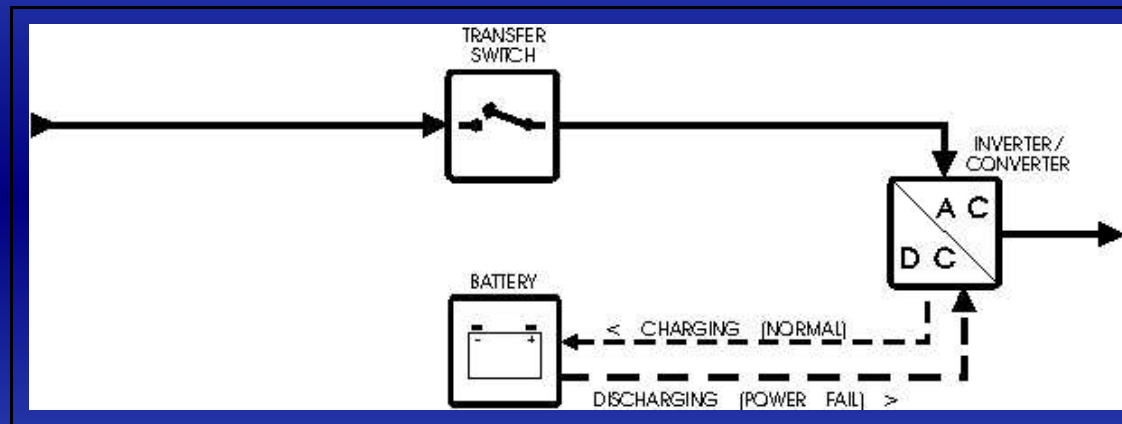 TRANSFER
SWITCH
INVERTER/
CONVERTER
A C
D C
BATTERY
- +
< CHARGING (NORMAL)
DISCHARGING (POWER FAIL) >